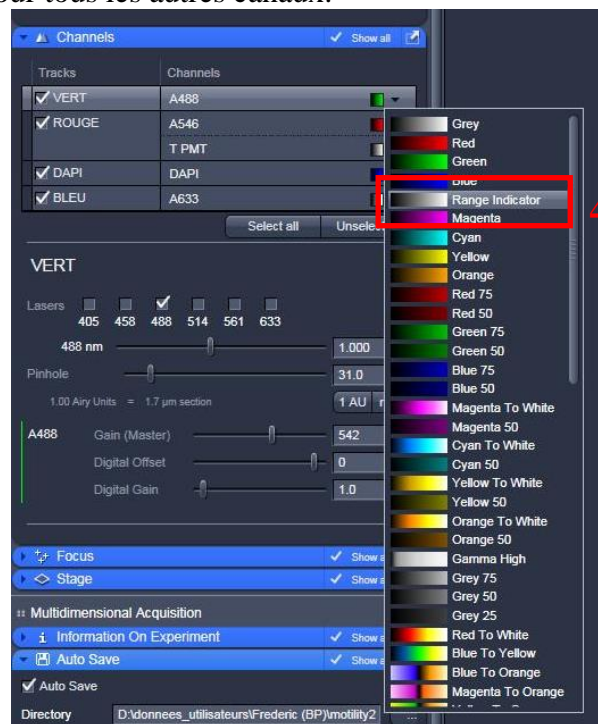 our tous les autres canaux.
Channels Show all
Tracks Channels
VERT A488
ROUGE A546
T PMT
DAPI DAPI
BLEU A633
Select all
VERT
Lasers
405 458 488 514 561 633
488 nm 1.000
Pinhole 31.0
1.00 Airy Units = 1.7 µm section 1 AU
A488 Gain (Master) 542
Digital Offset 0
Digital Gain 1.0
Focus Show
Stage Show
Multidimensional Acquisition
i Information On Experiment Show
Auto Save Show
Auto Save
Directory D:\donnees_utilisateurs\Frederic (BP)\motility2 ...
Grey
Red
Green
Blue
Range Indicator
Magenta
Cyan
Yellow
Orange
Red 75
Red 50
Green 75
Green 50
Blue 75
Blue 50
Magenta To White
Magenta 50
Cyan To White
Cyan 50
Yellow To White
Yellow 50
Orange To White
Orange 50
Gamma High
Grey 75
Grey 50
Grey 25
Red To White
Blue To Yellow
Blue To Orange
Magenta To Orange